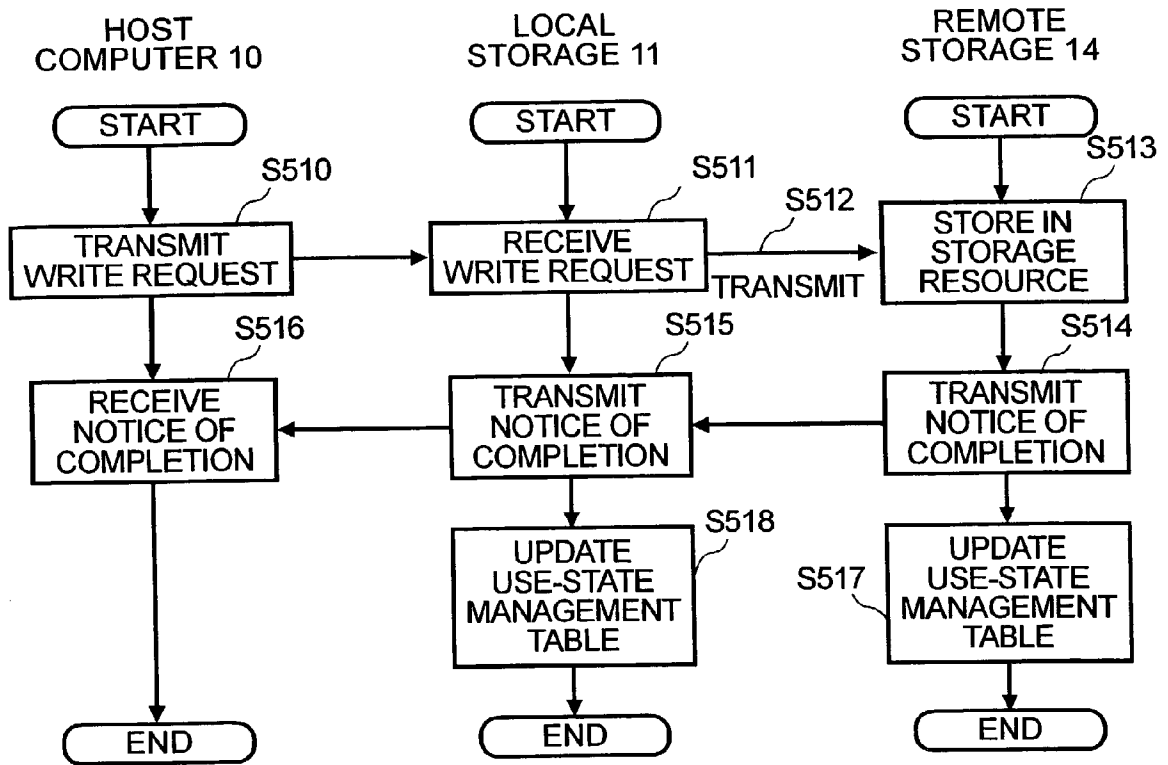 HOST
COMPUTER 10
LOCAL
STORAGE 11
REMOTE
STORAGE 14
START
START
START
S510
S511
S512
S513
TRANSMIT
WRITE REQUEST
RECEIVE
WRITE REQUEST
TRANSMIT
STORE IN
STORAGE
RESOURCE
S516
S515
S514
RECEIVE
NOTICE OF
COMPLETION
TRANSMIT
NOTICE OF
COMPLETION
TRANSMIT
NOTICE OF
COMPLETION
S518
S517
UPDATE
USE-STATE
MANAGEMENT
TABLE
UPDATE
USE-STATE
MANAGEMENT
TABLE
END
END
END